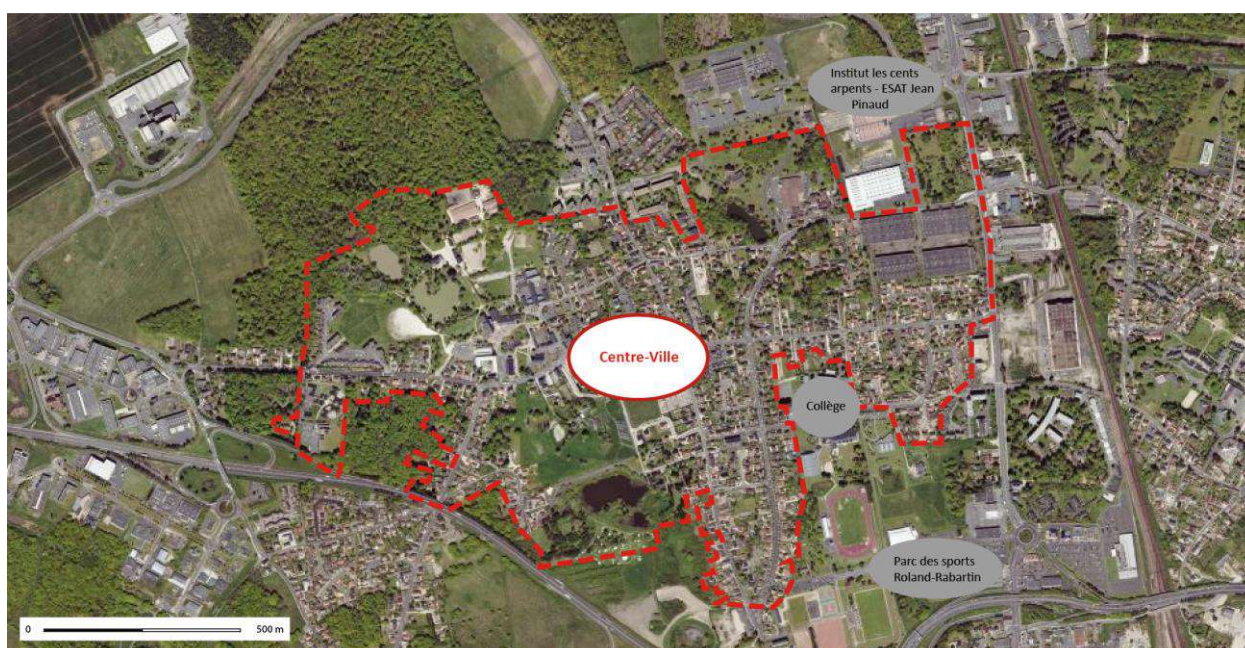 Institut les cents
arpents - ESAT Jean
Pinaud
Centre-Ville
Collège
Parc des sports
Roland-Rabartin
0 500 m